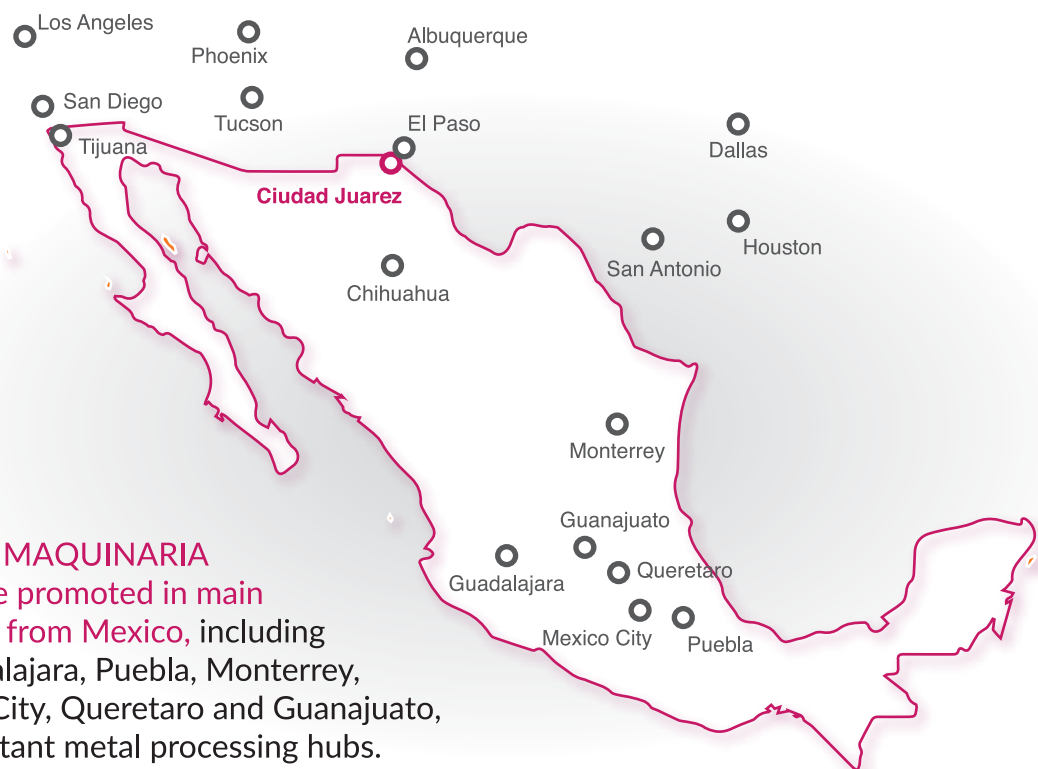 Los Angeles
Phoenix
Albuquerque
San Diego
Tucson
El Paso
Tijuana
Dallas
Ciudad Juarez
Houston
San Antonio
Chihuahua
Monterrey
Guanajuato
Guadalajara
Queretaro
Mexico City
Puebla
MAQUINARIA
promoted in main
from Mexico, including
Puebla, Monterrey,
City, Queretaro and Guanajuato,
metal processing hubs.